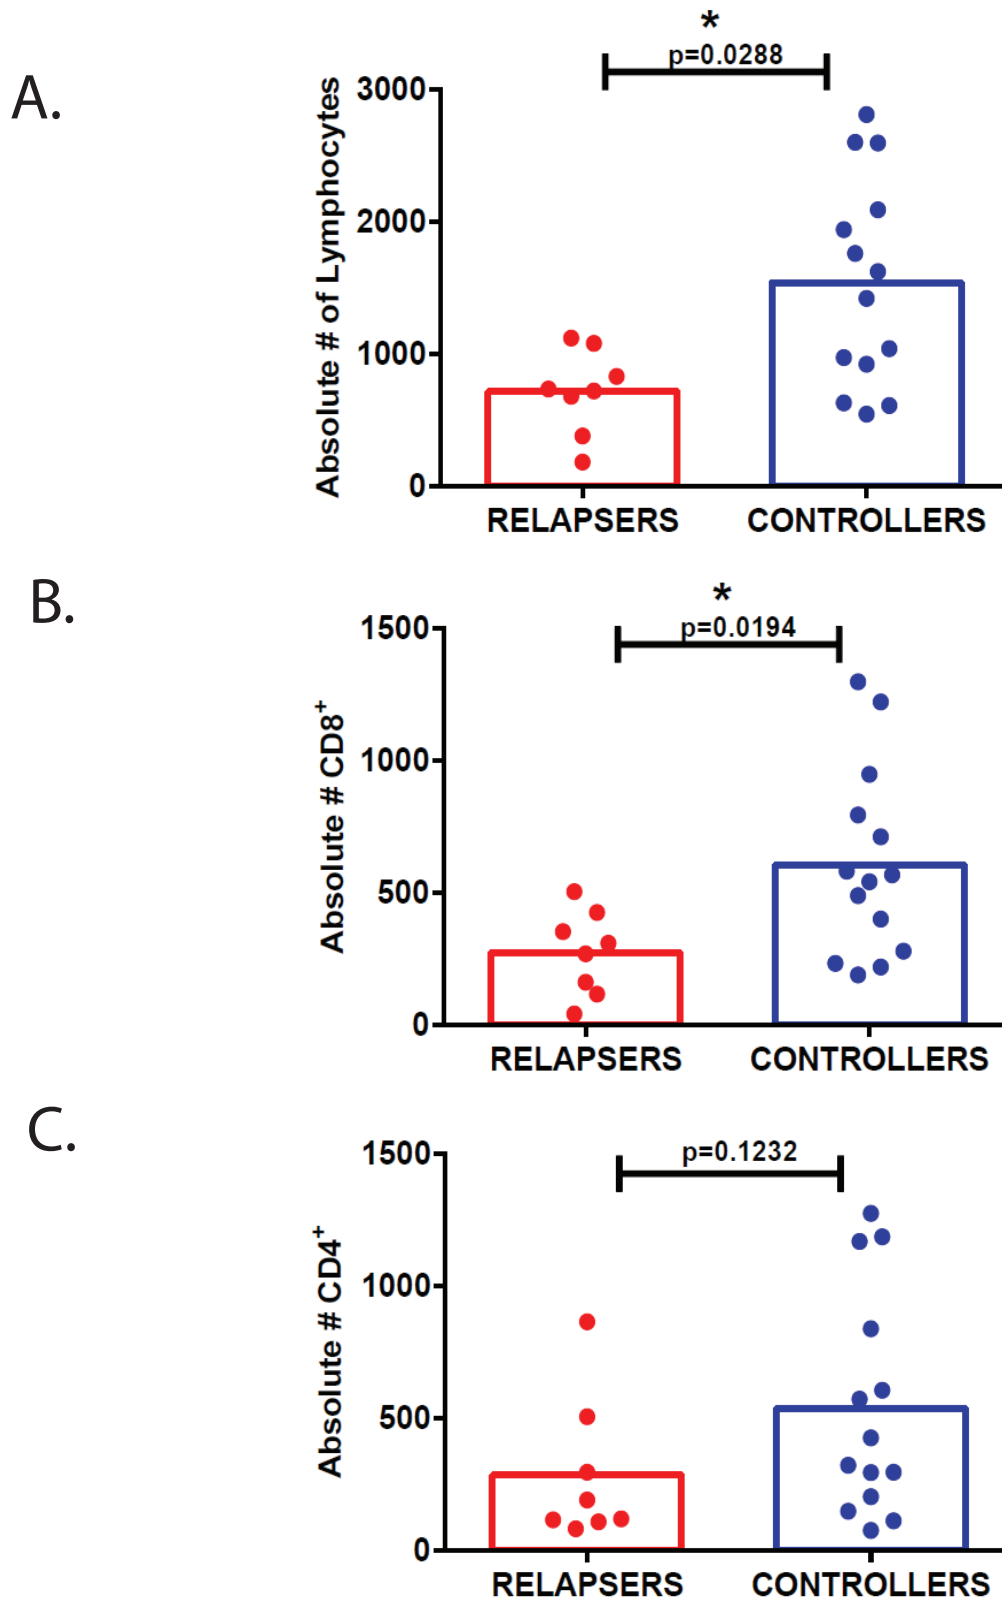 A.
*
p=0.0288
Absolute # of Lymphocytes
3000
2000
1000
0
RELAPSERS CONTROLLERS
B.
*
p=0.0194
Absolute # CD8+
1500
1000
500
0
RELAPSERS CONTROLLERS
C.
p=0.1232
Absolute # CD4+
1500
1000
500
0
RELAPSERS CONTROLLERS